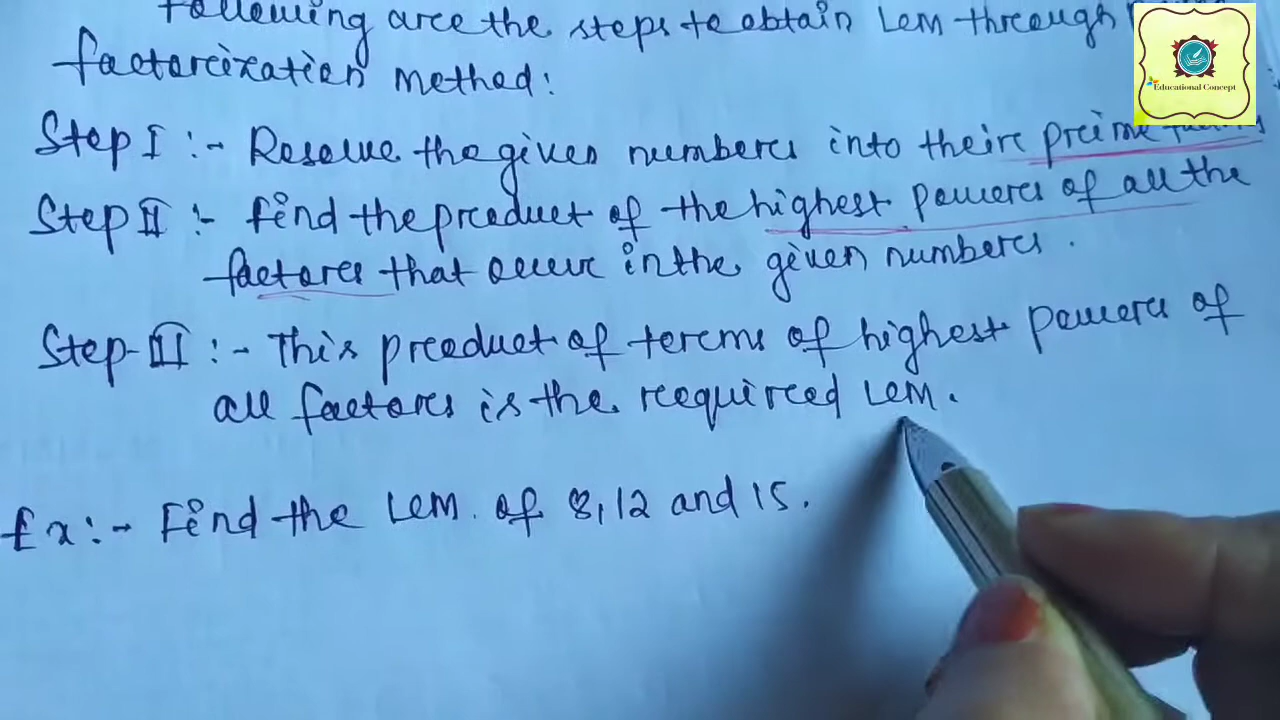 Following are the steps to obtain LCM through
factorization Method:
Step I :- Resolve the given numbers into their prime factors
Step II :- Find the product of the highest powers of all the
factors that occur in the given numbers.
Step-III :- This product of terms of highest powers of
all factors is the required LCM.
Ex:- Find the LCM. of 8, 12 and 15.
Educational Concept